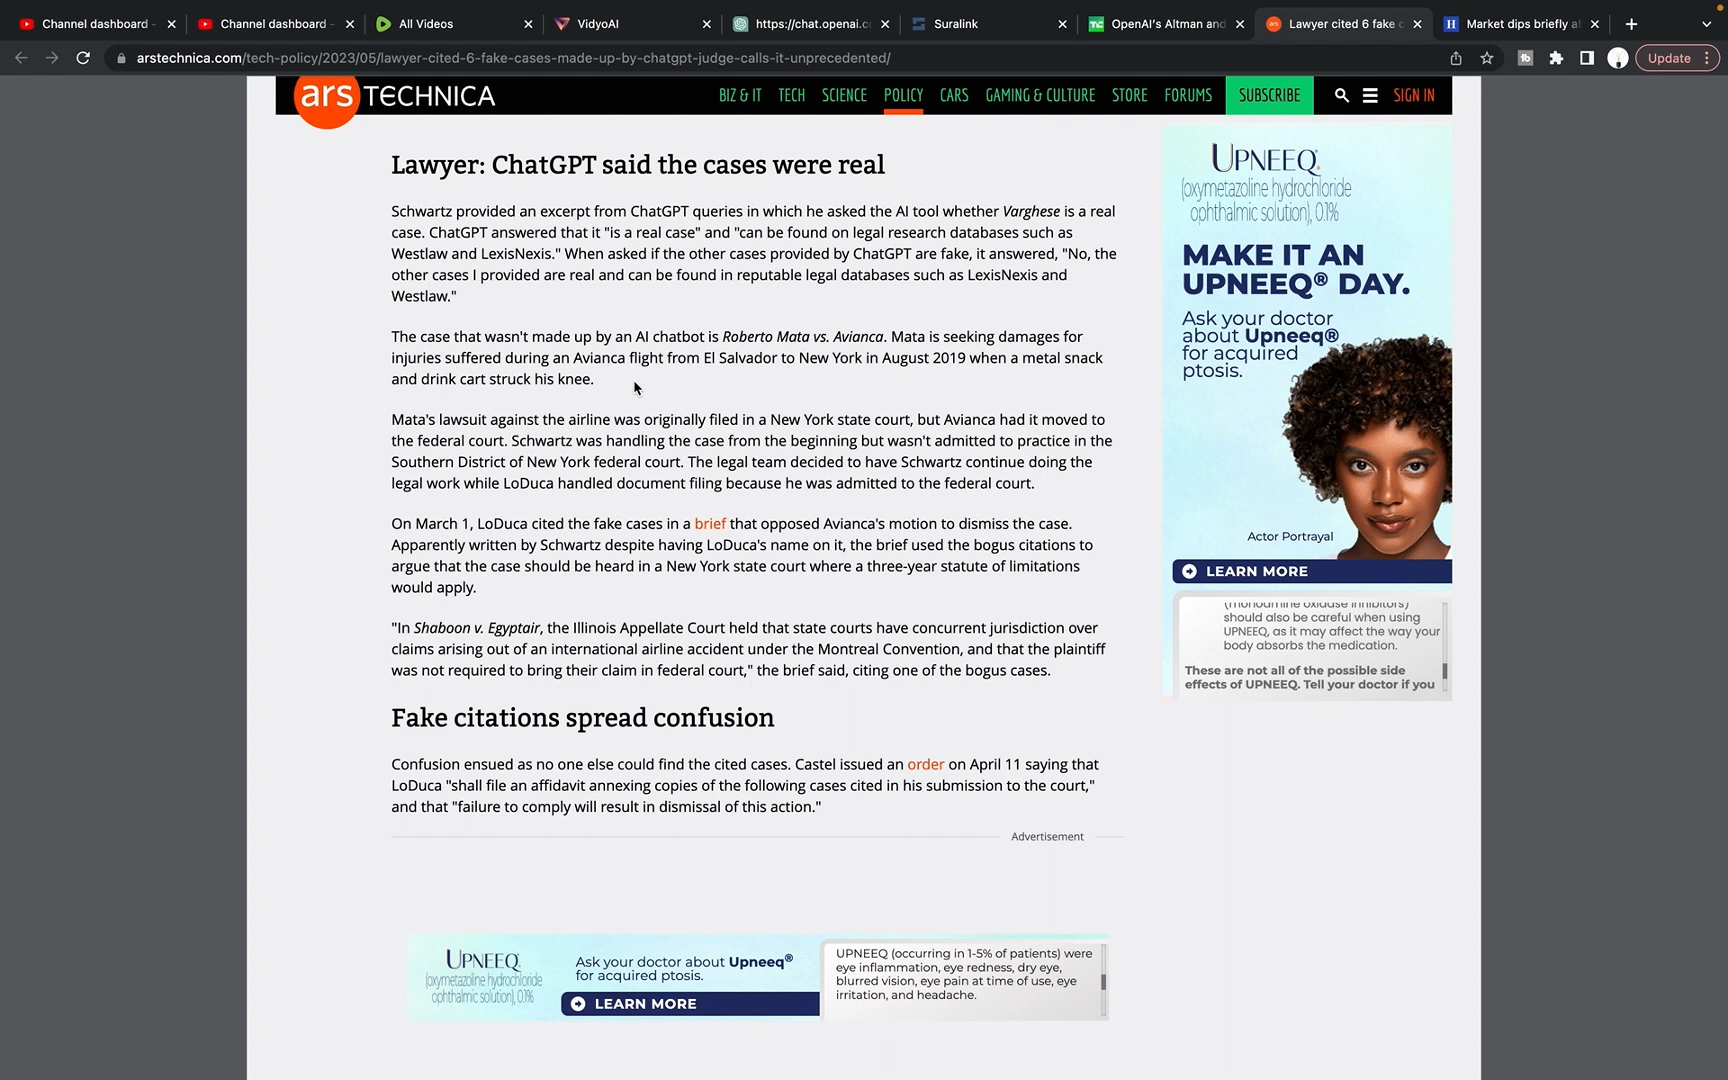 Channel dashboard -
Channel dashboard -
All Videos
VidyoAI
https://chat.openai.c
Suralink
OpenAI's Altman and
Lawyer cited 6 fake c
Market dips briefly a
arstechnica.com/tech-policy/2023/05/lawyer-cited-6-fake-cases-made-up-by-chatgpt-judge-calls-it-unprecedented/
Update
ars TECHNICA
BIZ & IT TECH SCIENCE POLICY CARS GAMING & CULTURE STORE FORUMS SUBSCRIBE SIGN IN
Lawyer: ChatGPT said the cases were real
Schwartz provided an excerpt from ChatGPT queries in which he asked the AI tool whether Varghese is a real
case. ChatGPT answered that it "is a real case" and "can be found on legal research databases such as
Westlaw and LexisNexis." When asked if the other cases provided by ChatGPT are fake, it answered, "No, the
other cases I provided are real and can be found in reputable legal databases such as LexisNexis and
Westlaw."
The case that wasn't made up by an AI chatbot is Roberto Mata vs. Avianca. Mata is seeking damages for
injuries suffered during an Avianca flight from El Salvador to New York in August 2019 when a metal snack
and drink cart struck his knee.
Mata's lawsuit against the airline was originally filed in a New York state court, but Avianca had it moved to
the federal court. Schwartz was handling the case from the beginning but wasn't admitted to practice in the
Southern District of New York federal court. The legal team decided to have Schwartz continue doing the
legal work while LoDuca handled document filing because he was admitted to the federal court.
On March 1, LoDuca cited the fake cases in a brief that opposed Avianca's motion to dismiss the case.
Apparently written by Schwartz despite having LoDuca's name on it, the brief used the bogus citations to
argue that the case should be heard in a New York state court where a three-year statute of limitations
would apply.
"In Shaboon v. Egyptair, the Illinois Appellate Court held that state courts have concurrent jurisdiction over
claims arising out of an international airline accident under the Montreal Convention, and that the plaintiff
was not required to bring their claim in federal court," the brief said, citing one of the bogus cases.
Fake citations spread confusion
Confusion ensued as no one else could find the cited cases. Castel issued an order on April 11 saying that
LoDuca "shall file an affidavit annexing copies of the following cases cited in his submission to the court,"
and that "failure to comply will result in dismissal of this action."
Advertisement
UPNEEQ®
(oxymetazoline hydrochloride
ophthalmic solution), 0.1%
MAKE IT AN
UPNEEQ® DAY.
Ask your doctor
about Upneeq®
for acquired
ptosis.
Actor Portrayal
LEARN MORE
(monoamine oxidase inhibitors)
should also be careful when using
UPNEEQ, as it may affect the way your
body absorbs the medication.
These are not all of the possible side
effects of UPNEEQ. Tell your doctor if you
UPNEEQ®
(oxymetazoline hydrochloride
ophthalmic solution), 0.1%
Ask your doctor about Upneeq®
for acquired ptosis.
LEARN MORE
UPNEEQ (occurring in 1-5% of patients) were
eye inflammation, eye redness, dry eye,
blurred vision, eye pain at time of use, eye
irritation, and headache.